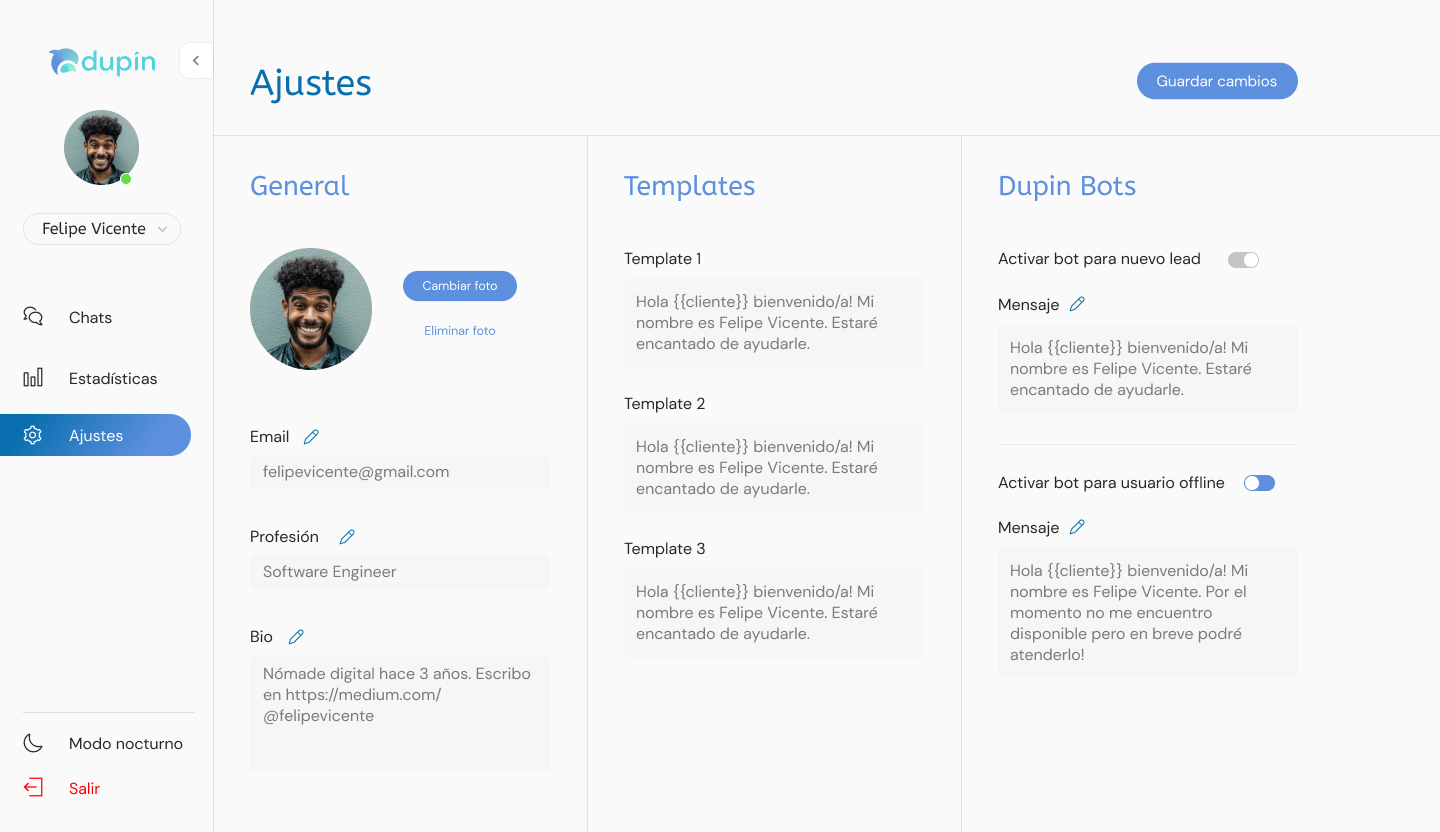 dupin
Felipe Vicente
Chats
Estadísticas
Ajustes
Modo nocturno
Salir
Ajustes
Guardar cambios
General
Cambiar foto
Eliminar foto
Email
felipevicente@gmail.com
Profesión
Software Engineer
Bio
Nómade digital hace 3 años. Escribo
en https://medium.com/
@felipevicente
Templates
Template 1
Hola {{cliente}} bienvenido/a! Mi
nombre es Felipe Vicente. Estaré
encantado de ayudarle.
Template 2
Hola {{cliente}} bienvenido/a! Mi
nombre es Felipe Vicente. Estaré
encantado de ayudarle.
Template 3
Hola {{cliente}} bienvenido/a! Mi
nombre es Felipe Vicente. Estaré
encantado de ayudarle.
Dupin Bots
Activar bot para nuevo lead
Mensaje
Hola {{cliente}} bienvenido/a! Mi
nombre es Felipe Vicente. Estaré
encantado de ayudarle.
Activar bot para usuario offline
Mensaje
Hola {{cliente}} bienvenido/a! Mi
nombre es Felipe Vicente. Por el
momento no me encuentro
disponible pero en breve podré
atenderlo!